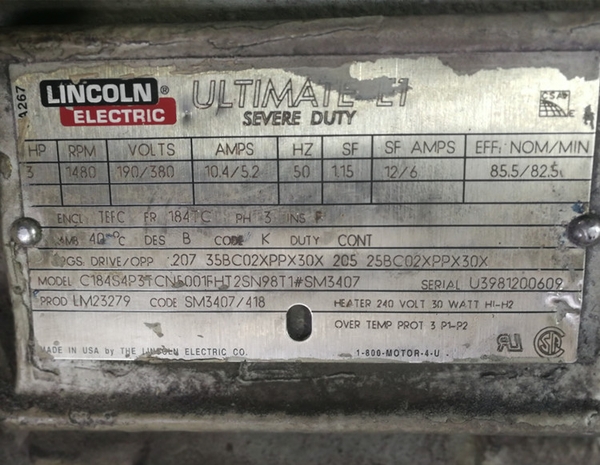 A267
LINCOLN ® ELECTRIC
ULTIMATE E1
SEVERE DUTY
HP RPM VOLTS AMPS HZ SF SF AMPS EFF. NOM/MIN
3 1480 190/380 10.4/5.2 50 1.15 12/6 85.5/82.5
ENCL TEFC FR 184TC PH 3 INS F
AMB 40 °C DES B CODE K DUTY CONT
BGS. DRIVE/OPP 207 35BC02XPPX30X 205 25BC02XPPX30X
MODEL C184S4P3TCN5001FHT2SN98T1#SM3407 SERIAL U3981200609
PROD LM23279 CODE SM3407/418 HEATER 240 VOLT 30 WATT H1-H2
OVER TEMP PROT 3 P1-P2
MADE IN USA by THE LINCOLN ELECTRIC CO. 1-800-MOTOR-4-U